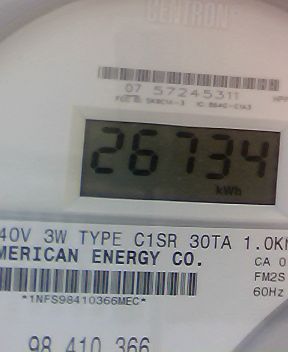 CENTRON
07 57245311
26734
kWh
40V 3W TYPE C1SR 30TA 1.0K
MERICAN ENERGY CO.
CA 0
FM2S
60Hz
*1NFS98410366MEC*
98 410 366